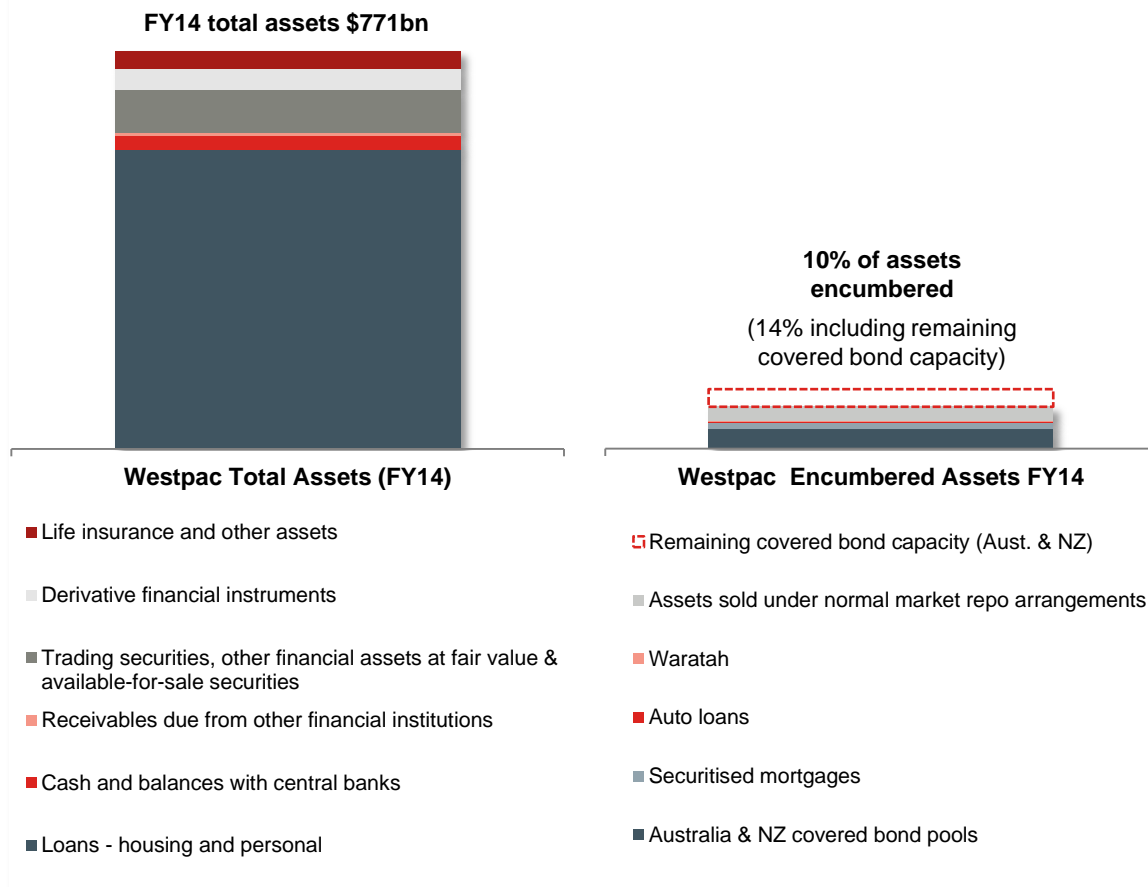 FY14 total assets $771bn
10% of assets
encumbered
(14% including remaining
covered bond capacity)
Westpac Total Assets (FY14)
Westpac  Encumbered Assets FY14
Life insurance and other assets
Derivative financial instruments
Trading securities, other financial assets at fair value &
available-for-sale securities
Receivables due from other financial institutions
Cash and balances with central banks
Loans - housing and personal
Remaining covered bond capacity (Aust. & NZ)
Assets sold under normal market repo arrangements
Waratah
Auto loans
Securitised mortgages
Australia & NZ covered bond pools